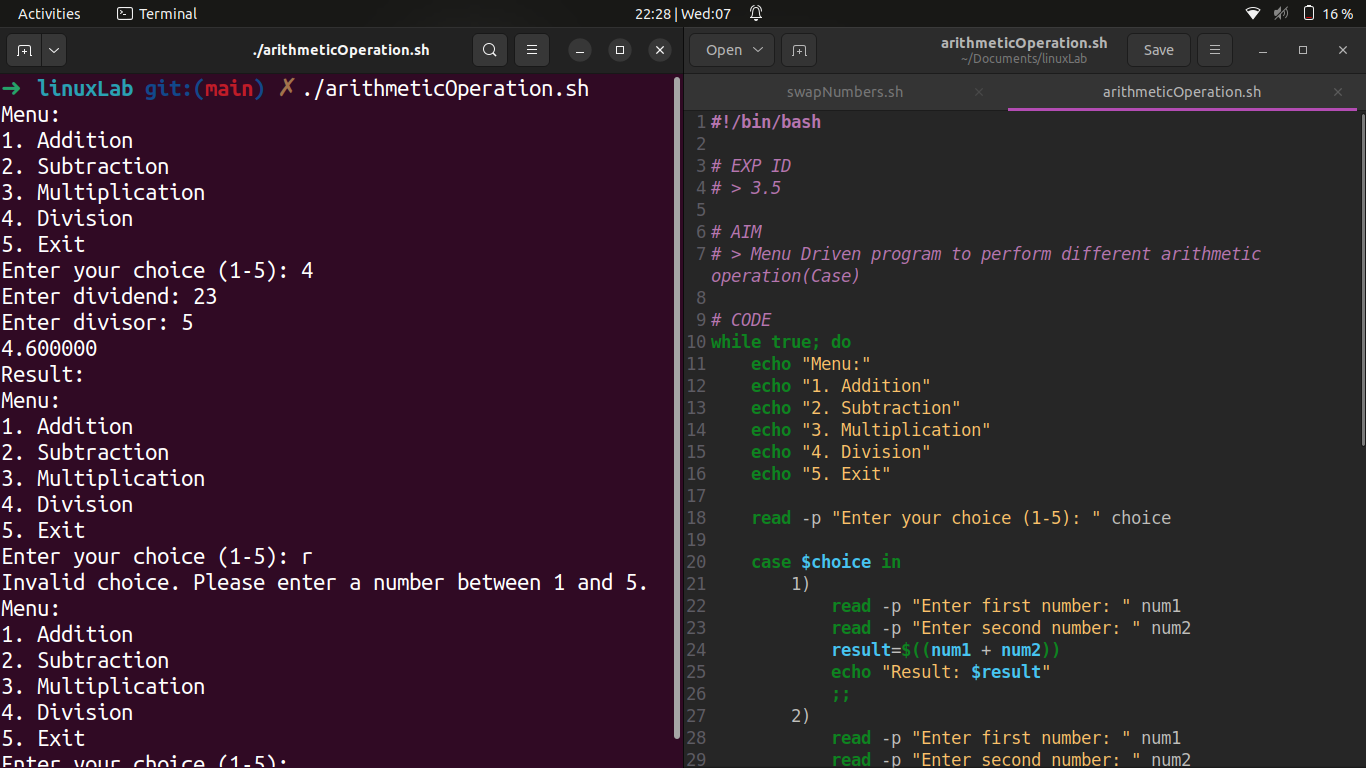 Activities Terminal 22:28 | Wed:07 16 %
./arithmeticOperation.sh
➜ linuxLab git:(main) ✗ ./arithmeticOperation.sh
Menu:
1. Addition
2. Subtraction
3. Multiplication
4. Division
5. Exit
Enter your choice (1-5): 4
Enter dividend: 23
Enter divisor: 5
4.600000
Result:
Menu:
1. Addition
2. Subtraction
3. Multiplication
4. Division
5. Exit
Enter your choice (1-5): r
Invalid choice. Please enter a number between 1 and 5.
Menu:
1. Addition
2. Subtraction
3. Multiplication
4. Division
5. Exit
Enter your choice (1-5):
Open arithmeticOperation.sh Save
~/Documents/linuxLab
swapNumbers.sh × arithmeticOperation.sh ×
1 #!/bin/bash
2
3 # EXP ID
4 # > 3.5
5
6 # AIM
7 # > Menu Driven program to perform different arithmetic
operation(Case)
8
9 # CODE
10 while true; do
11     echo "Menu:"
12     echo "1. Addition"
13     echo "2. Subtraction"
14     echo "3. Multiplication"
15     echo "4. Division"
16     echo "5. Exit"
17
18     read -p "Enter your choice (1-5): " choice
19
20     case $choice in
21         1)
22             read -p "Enter first number: " num1
23             read -p "Enter second number: " num2
24             result=$((num1 + num2))
25             echo "Result: $result"
26             ;;
27         2)
28             read -p "Enter first number: " num1
29             read -p "Enter second number: " num2